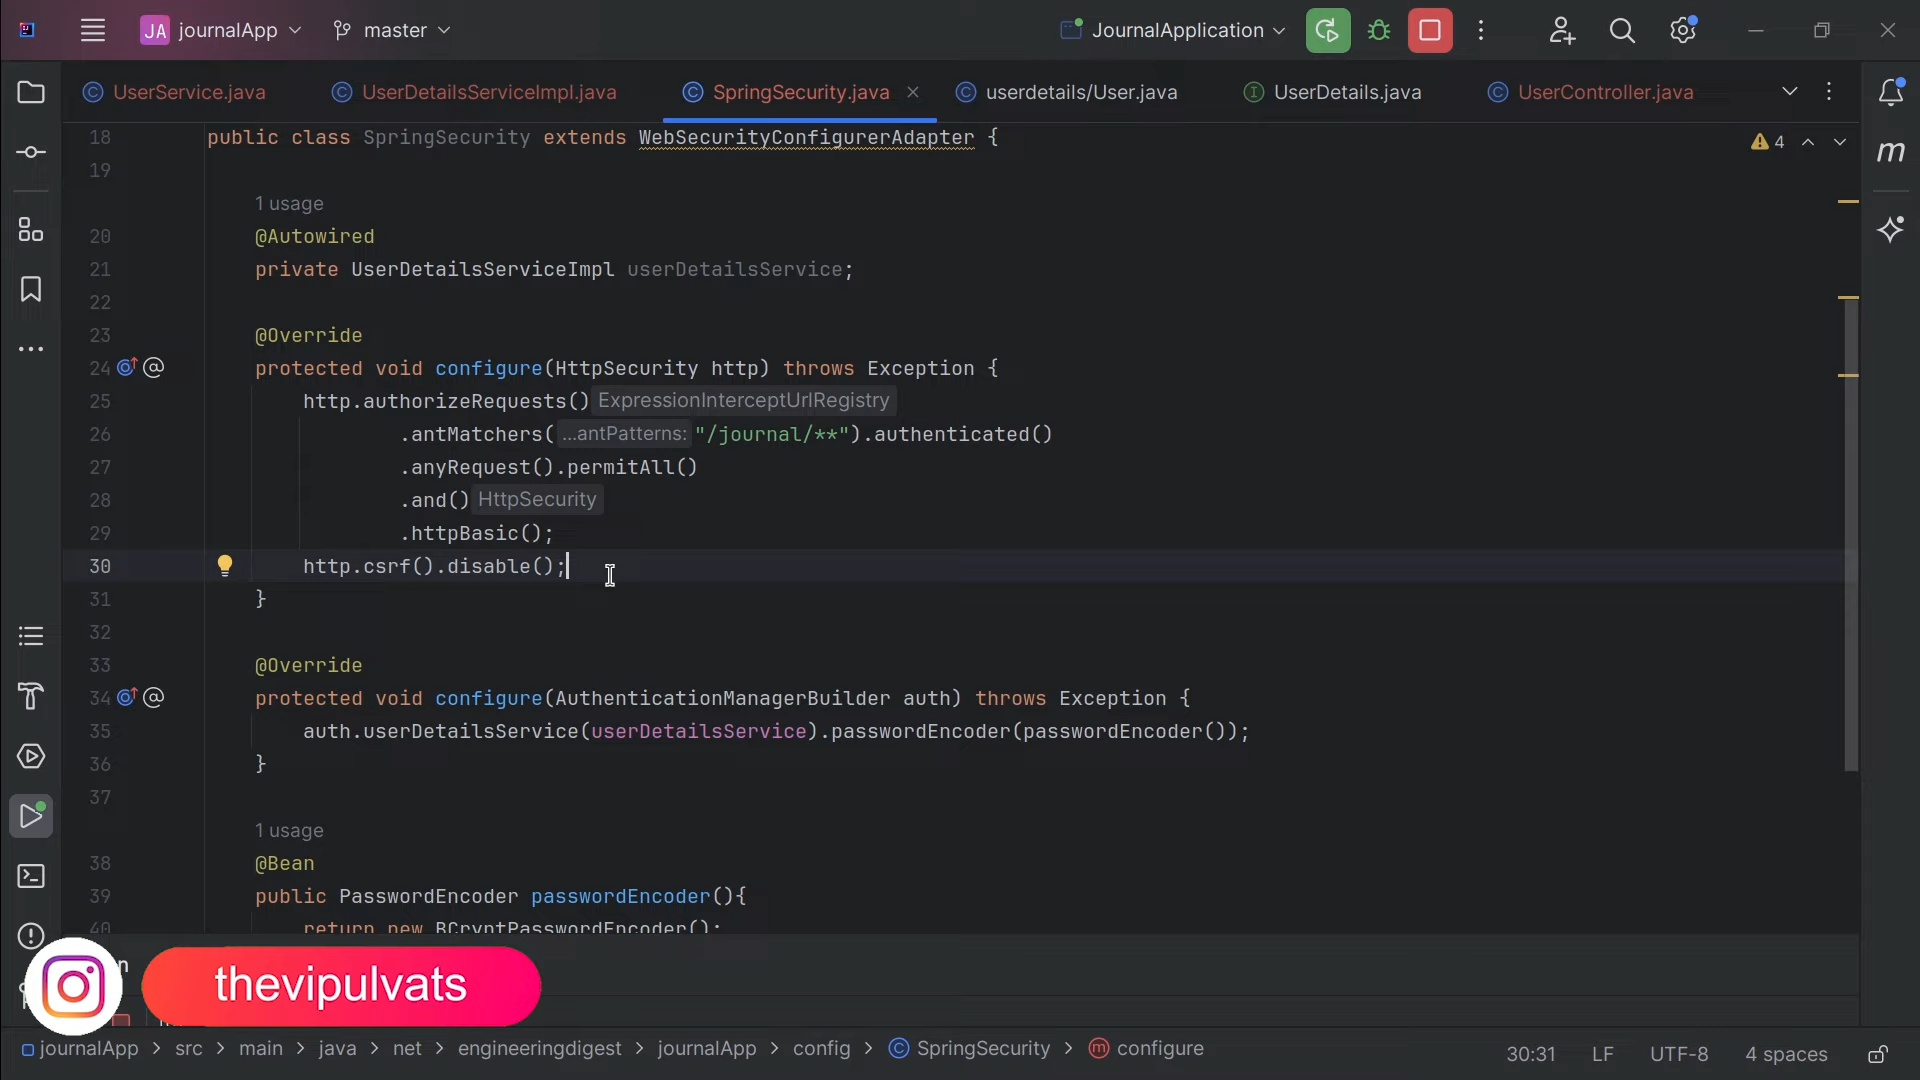 JA journalApp master JournalApplication
UserService.java UserDetailsServiceImpl.java SpringSecurity.java userdetails/User.java UserDetails.java UserController.java
18 public class SpringSecurity extends WebSecurityConfigurerAdapter { 4
19
1 usage
20 @Autowired
21 private UserDetailsServiceImpl userDetailsService;
22
23 @Override
24 protected void configure(HttpSecurity http) throws Exception {
25 http.authorizeRequests() ExpressionInterceptUrlRegistry
26 .antMatchers( ...antPatterns: "/journal/**").authenticated()
27 .anyRequest().permitAll()
28 .and() HttpSecurity
29 .httpBasic();
30 http.csrf().disable();
31 }
32
33 @Override
34 protected void configure(AuthenticationManagerBuilder auth) throws Exception {
35 auth.userDetailsService(userDetailsService).passwordEncoder(passwordEncoder());
36 }
37
1 usage
38 @Bean
39 public PasswordEncoder passwordEncoder(){
40 return new BCryptPasswordEncoder();
thevipulvats
journalApp > src > main > java > net > engineeringdigest > journalApp > config > SpringSecurity > configure
30:31 LF UTF-8 4 spaces